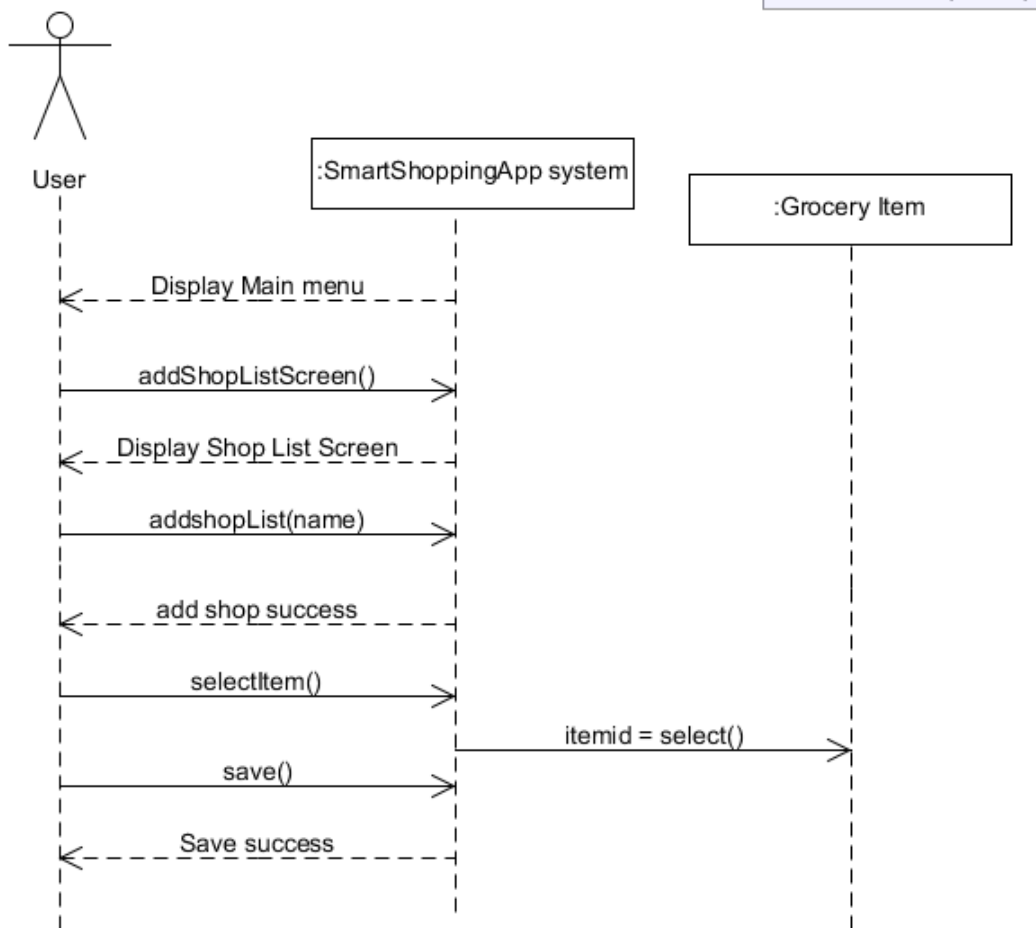 User
:SmartShoppingApp system
:Grocery Item
Display Main menu
addShopListScreen()
Display Shop List Screen
addshopList(name)
add shop success
selectItem()
itemid = select()
save()
Save success